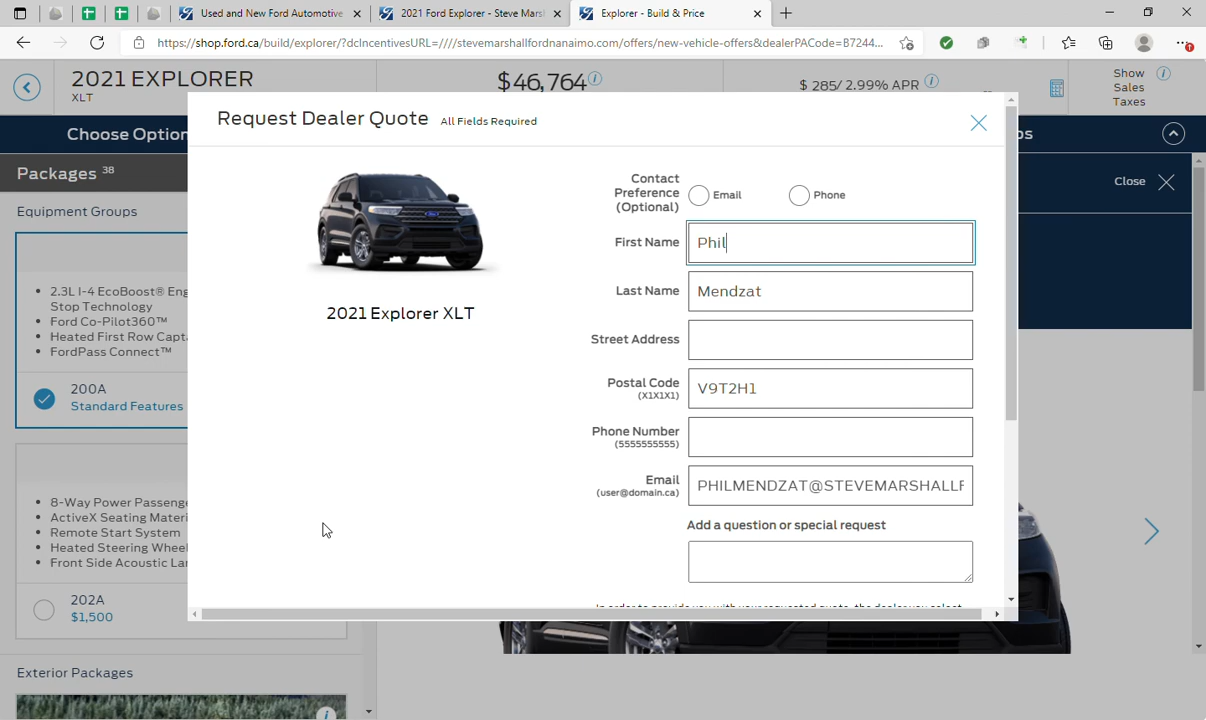 Used and New Ford Automotive
2021 Ford Explorer - Steve Mars
Explorer - Build & Price
https://shop.ford.ca/build/explorer/?dcIncentivesURL=////stevemarshallfordnanaimo.com/offers/new-vehicle-offers&dealerPACode=B7244...
2021 EXPLORER
XLT
$46,764
$ 285/ 2.99% APR
Show
Sales
Taxes
Choose Option
Packages 38
Equipment Groups
2.3L I-4 EcoBoost® Eng
Stop Technology
Ford Co-Pilot360™
Heated First Row Capt
FordPass Connect™
200A
Standard Features
8-Way Power Passenge
ActiveX Seating Materi
Remote Start System
Heated Steering Wheel
Front Side Acoustic La
202A
$1,500
Exterior Packages
Close
Request Dealer Quote All Fields Required
2021 Explorer XLT
Contact
Preference
(Optional)
Email
Phone
First Name
Phil
Last Name
Mendzat
Street Address
Postal Code
(X1X1X1)
V9T2H1
Phone Number
(5555555555)
Email
(user@domain.ca)
PHILMENDZAT@STEVEMARSHALLF
Add a question or special request